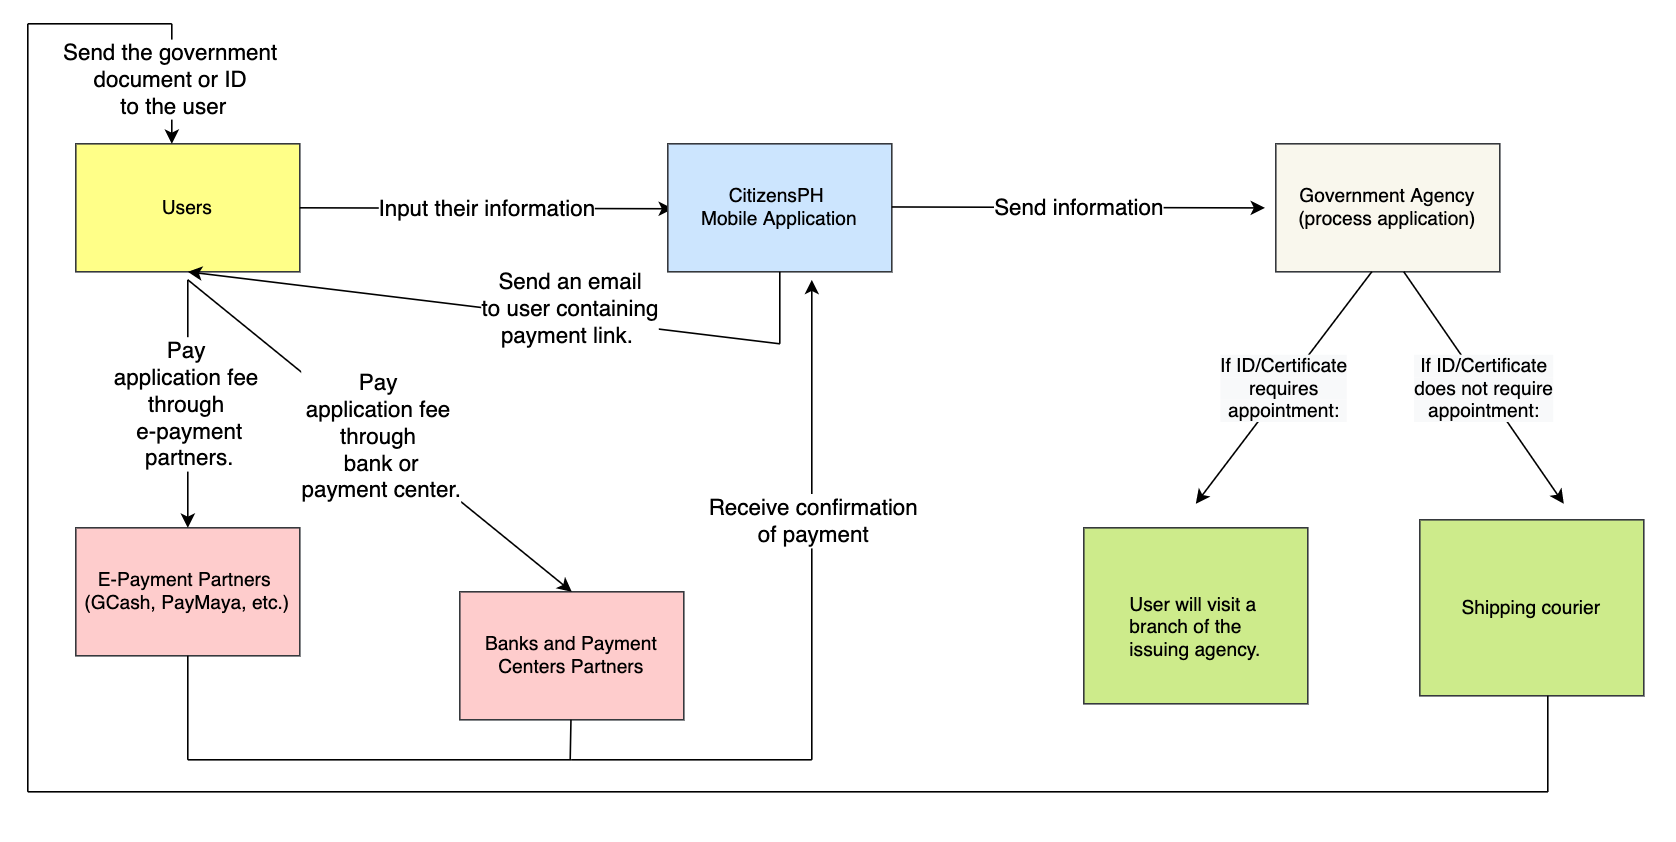 Send the government
document or ID
to the user
Users
Input their information
CitizensPH
Mobile Application
Send information
Government Agency
(process application)
Send an email
to user containing
payment link.
Pay
application fee
through
e-payment
partners.
Pay
application fee
through
bank or
payment center.
If ID/Certificate
requires
appointment:
If ID/Certificate
does not require
appointment:
Receive confirmation
of payment
E-Payment Partners
(GCash, PayMaya, etc.)
Banks and Payment
Centers Partners
User will visit a
branch of the
issuing agency.
Shipping courier